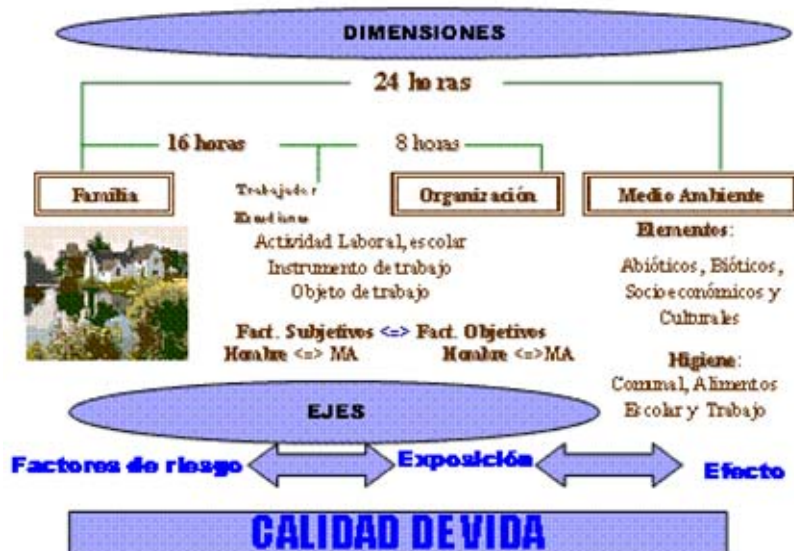 DIMENSIONES
24 horas
16 horas
8 horas
Familia
Trabajador
Estudiante
Organización
Medio Ambiente
Actividad Laboral, escolar
Instrumento de trabajo
Objeto de trabajo
Fact. Subjetivos <=> Fact. Objetivos
Hombre <=> MA
Hombre <=>MA
Elementos:
Abióticos, Bióticos,
Socioeconómicos y
Culturales
Higiene:
Comunal, Alimentos
Escolar y Trabajo
EJES
Factores de riesgo
Exposición
Efecto
CALIDAD DE VIDA